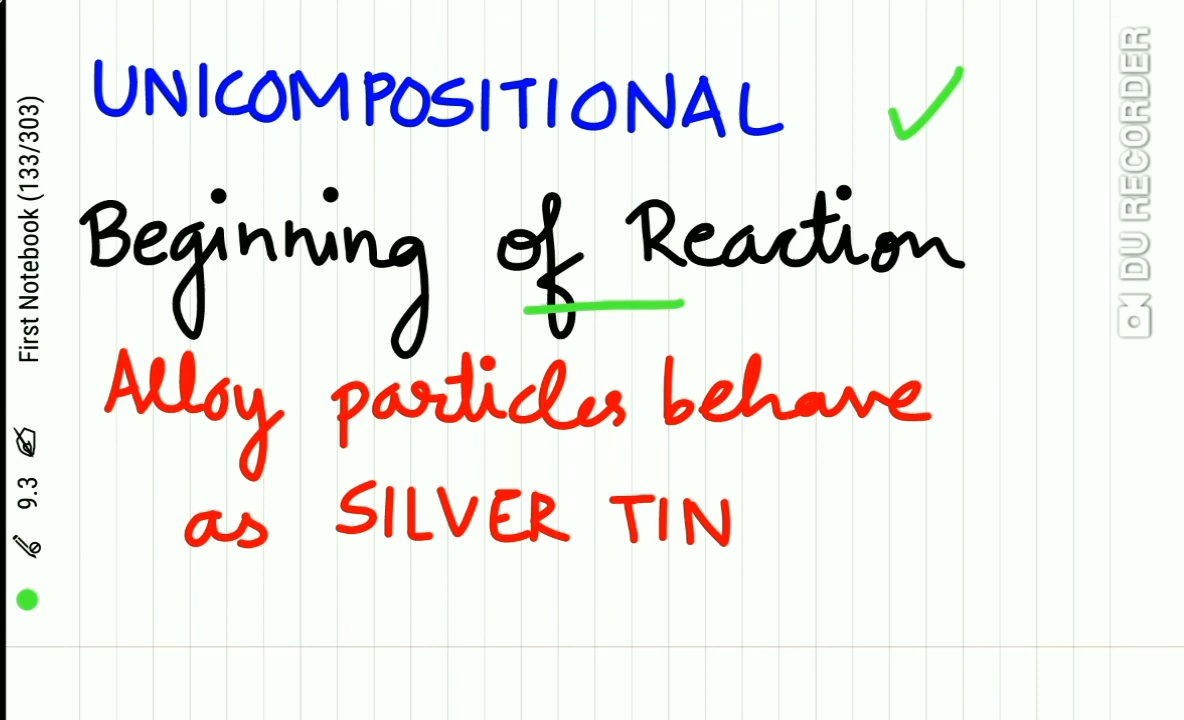 UNICOMPOSITIONAL
Beginning of Reaction
Alloy particles behave
as SILVER TIN
First Notebook (133/303)
9.3
DU RECORDER